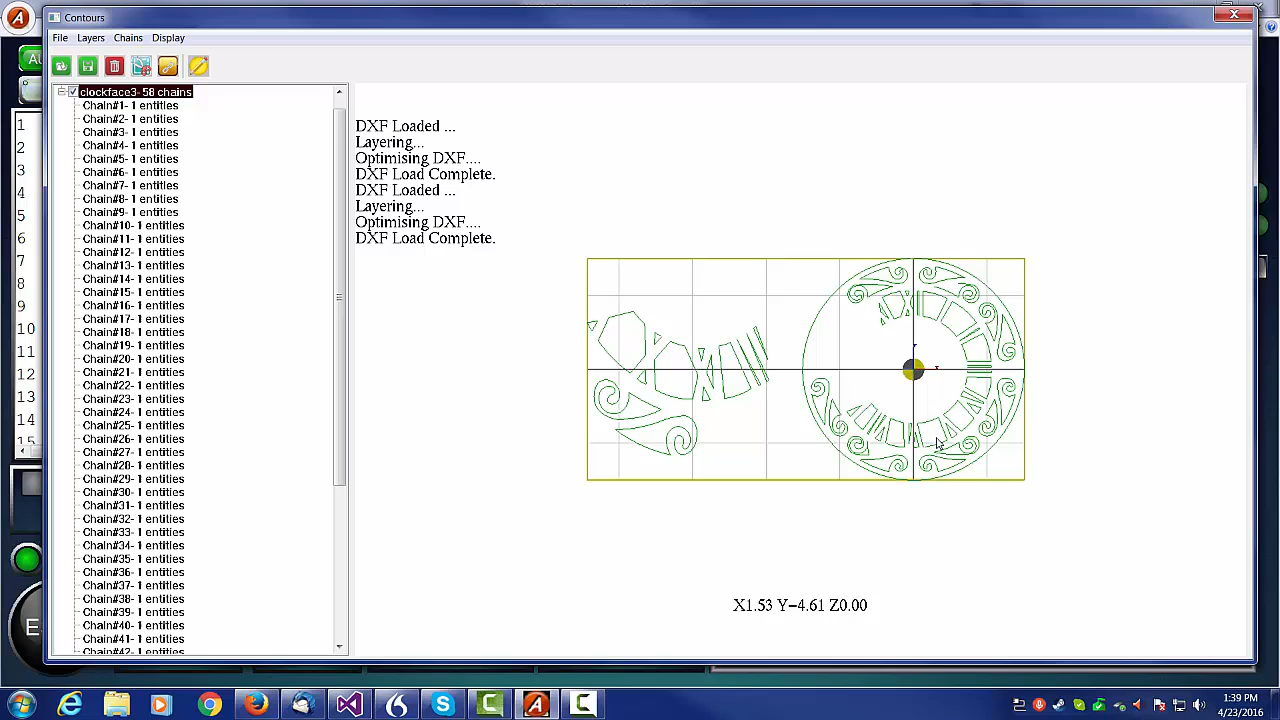 Contours
File Layers Chains Display
clockface3- 58 chains
Chain#1- 1 entities
Chain#2- 1 entities
Chain#3- 1 entities
Chain#4- 1 entities
Chain#5- 1 entities
Chain#6- 1 entities
Chain#7- 1 entities
Chain#8- 1 entities
Chain#9- 1 entities
Chain#10- 1 entities
Chain#11- 1 entities
Chain#12- 1 entities
Chain#13- 1 entities
Chain#14- 1 entities
Chain#15- 1 entities
Chain#16- 1 entities
Chain#17- 1 entities
Chain#18- 1 entities
Chain#19- 1 entities
Chain#20- 1 entities
Chain#21- 1 entities
Chain#22- 1 entities
Chain#23- 1 entities
Chain#24- 1 entities
Chain#25- 1 entities
Chain#26- 1 entities
Chain#27- 1 entities
Chain#28- 1 entities
Chain#29- 1 entities
Chain#30- 1 entities
Chain#31- 1 entities
Chain#32- 1 entities
Chain#33- 1 entities
Chain#34- 1 entities
Chain#35- 1 entities
Chain#36- 1 entities
Chain#37- 1 entities
Chain#38- 1 entities
Chain#39- 1 entities
Chain#40- 1 entities
Chain#41- 1 entities
Chain#42- 1 entities
DXF Loaded ...
Layering...
Optimising DXF....
DXF Load Complete.
DXF Loaded ...
Layering...
Optimising DXF....
DXF Load Complete.
X1.53 Y-4.61 Z0.00
1
2
3
4
5
6
7
8
9
10
11
12
13
14
15
1:39 PM
4/23/2016